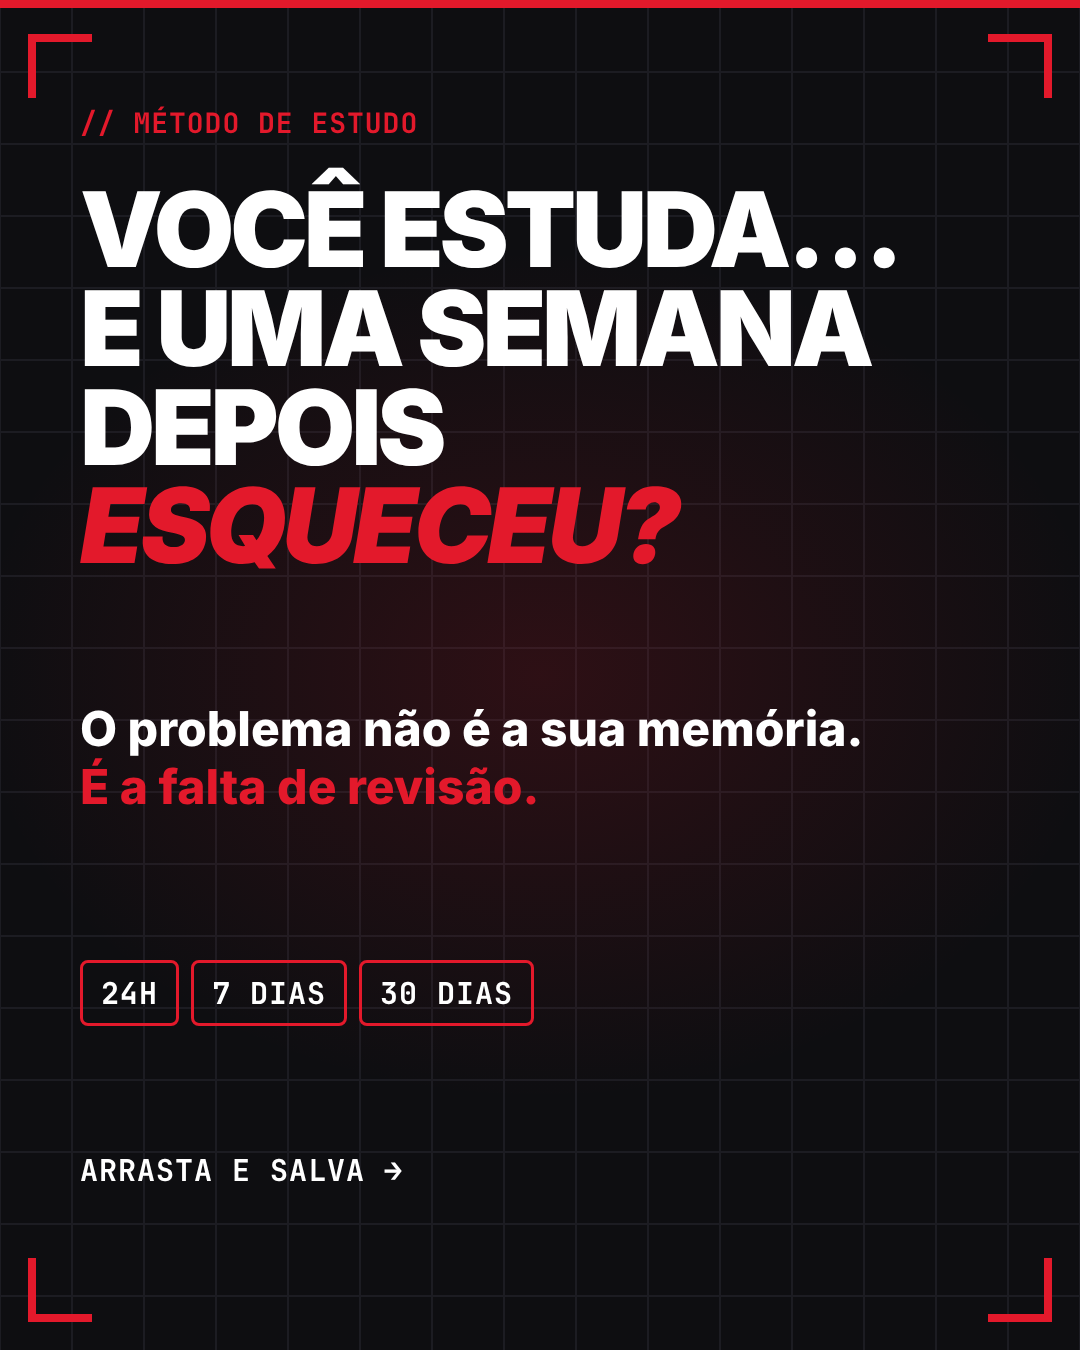 // MÉTODO DE ESTUDO
VOCÊ ESTUDA...
E UMA SEMANA
DEPOIS
ESQUECEU?
O problema não é a sua memória.
É a falta de revisão.
24H 7 DIAS 30 DIAS
ARRASTA E SALVA →